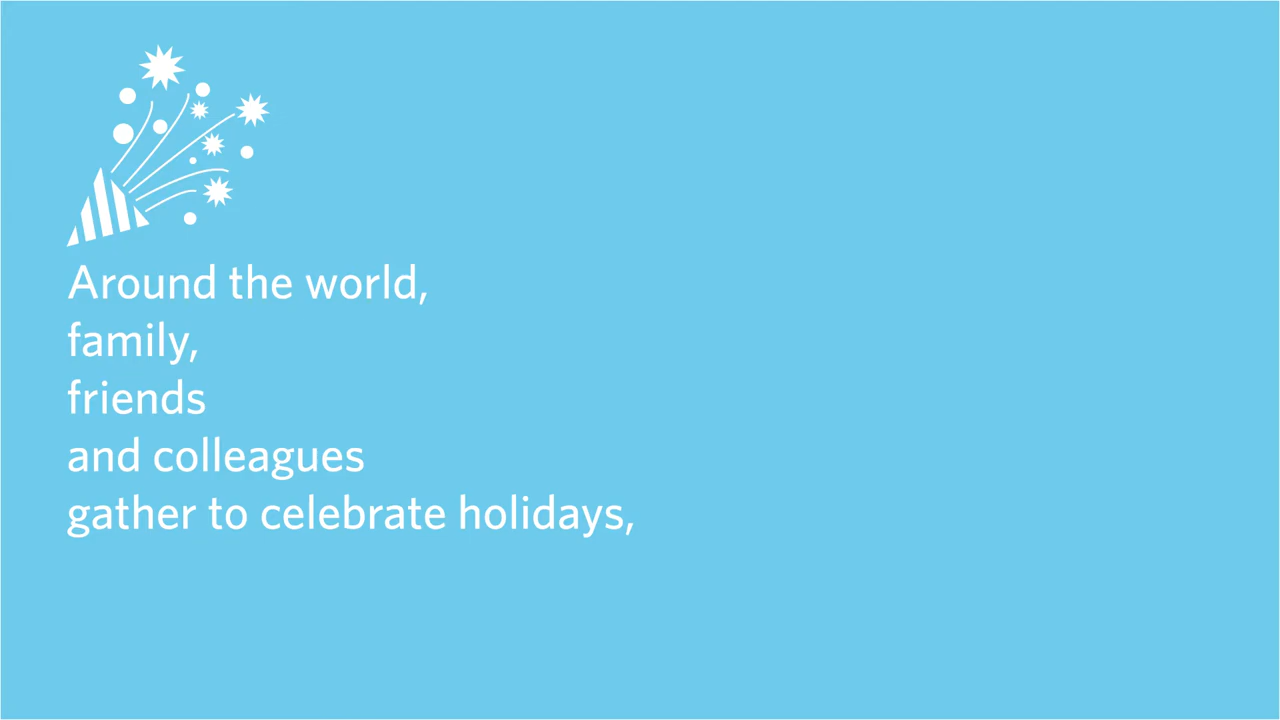 Around the world,
family,
friends
and colleagues
gather to celebrate holidays,